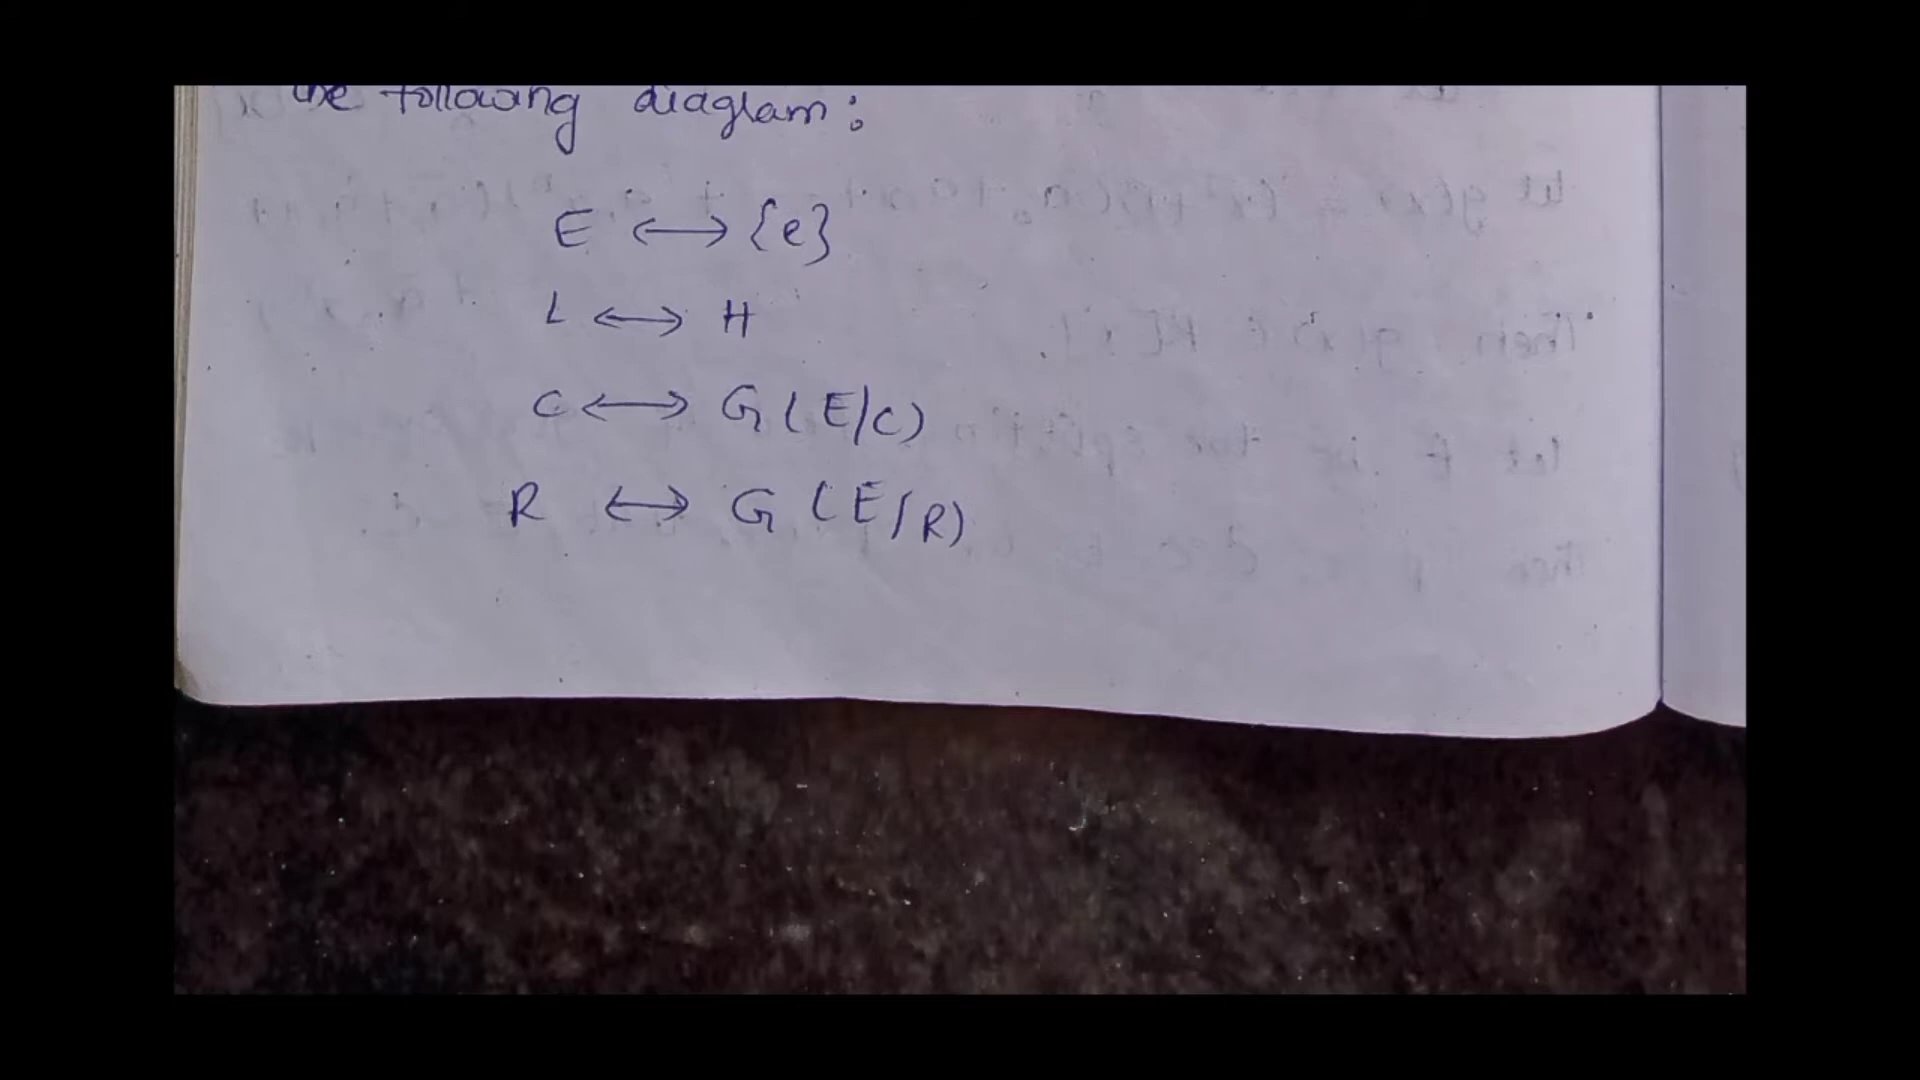 the following diagram:
E ↔ {e}
L ↔ H
C ↔ G(E/C)
R ↔ G(E/R)